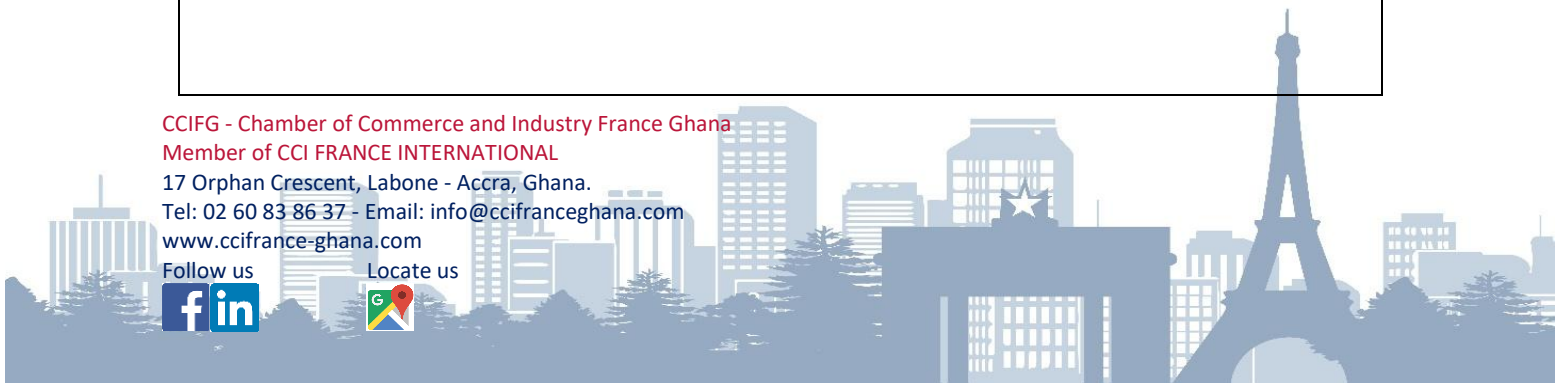 CCIFG - Chamber of Commerce and Industry France Ghana
Member of CCI FRANCE INTERNATIONAL
17 Orphan Crescent, Labone - Accra, Ghana.
Tel: 02 60 83 86 37 - Email: info@ccifranceghana.com
www.ccifrance-ghana.com
Follow us Locate us
f in G